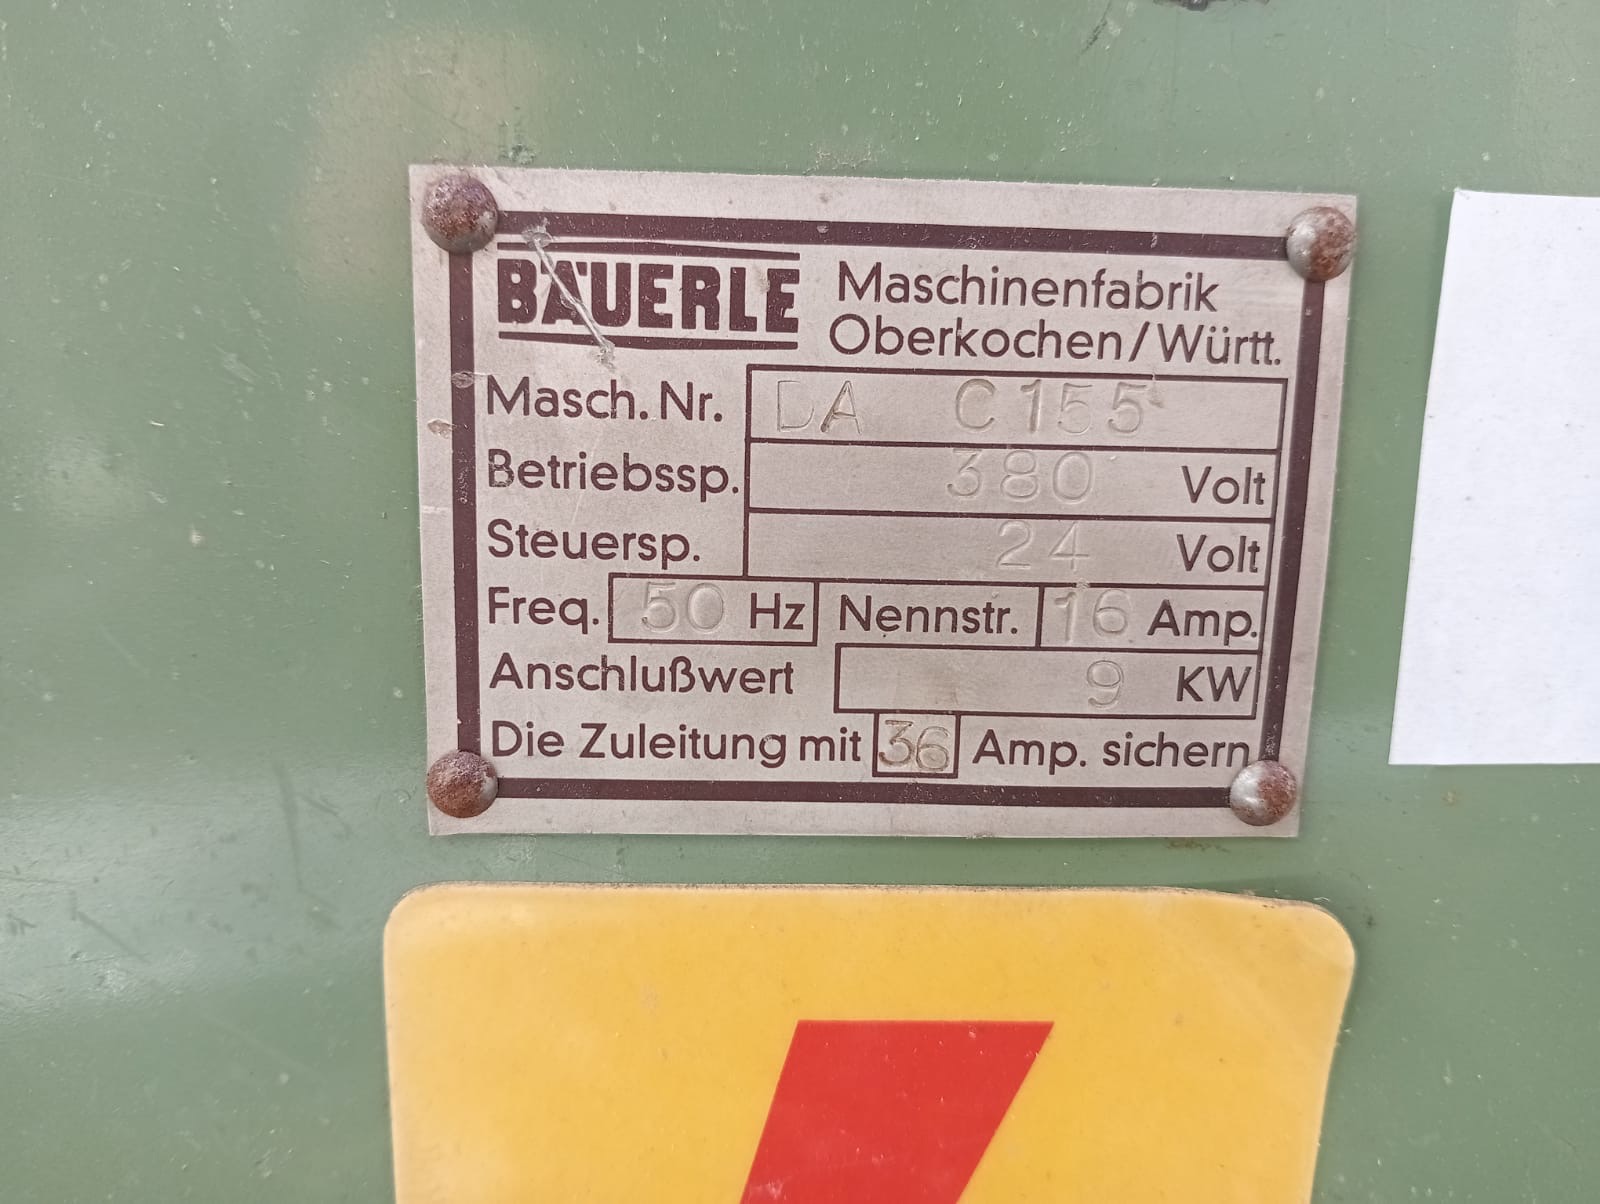 BÄUERLE Maschinenfabrik
Oberkochen/Württ.
Masch. Nr. DA C155
Betriebssp. 380 Volt
Steuersp. 24 Volt
Freq. 50 Hz Nennstr. 16 Amp.
Anschlußwert 9 KW
Die Zuleitung mit 36 Amp. sichern